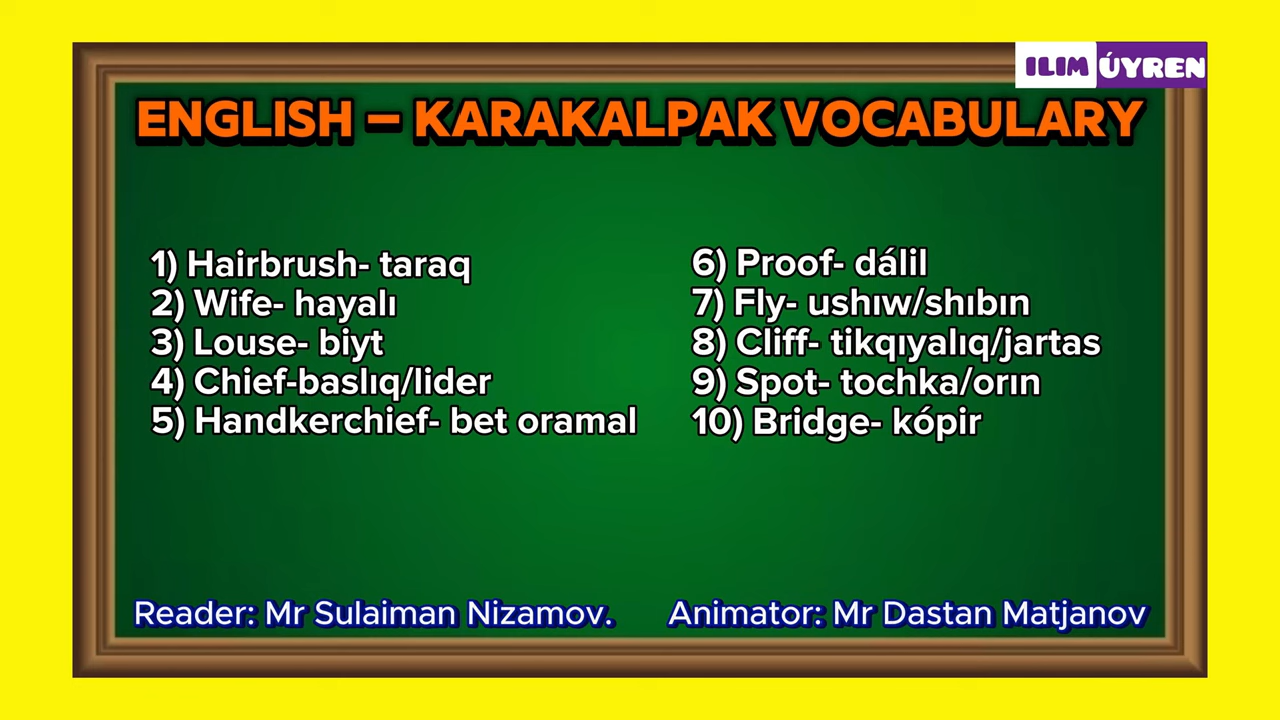 ILIM ÚYREN
ENGLISH – KARAKALPAK VOCABULARY
1) Hairbrush- taraq
2) Wife- hayalı
3) Louse- biyt
4) Chief-baslıq/lider
5) Handkerchief- bet oramal
6) Proof- dálil
7) Fly- ushıw/shıbın
8) Cliff- tikqıyalıq/jartas
9) Spot- tochka/orın
10) Bridge- kópir
Reader: Mr Sulaiman Nizamov.
Animator: Mr Dastan Matjanov